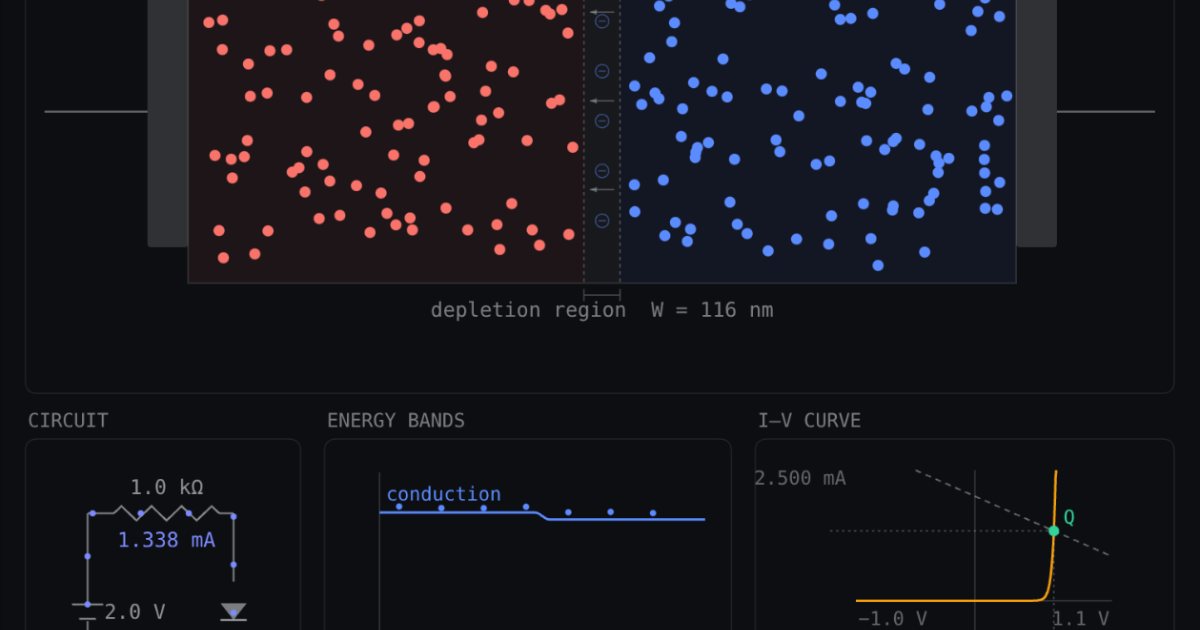 depletion region  W = 116 nm
CIRCUIT
1.0 kΩ
1.338 mA
2.0 V
ENERGY BANDS
conduction
I–V CURVE
2.500 mA
Q
−1.0 V
1.1 V